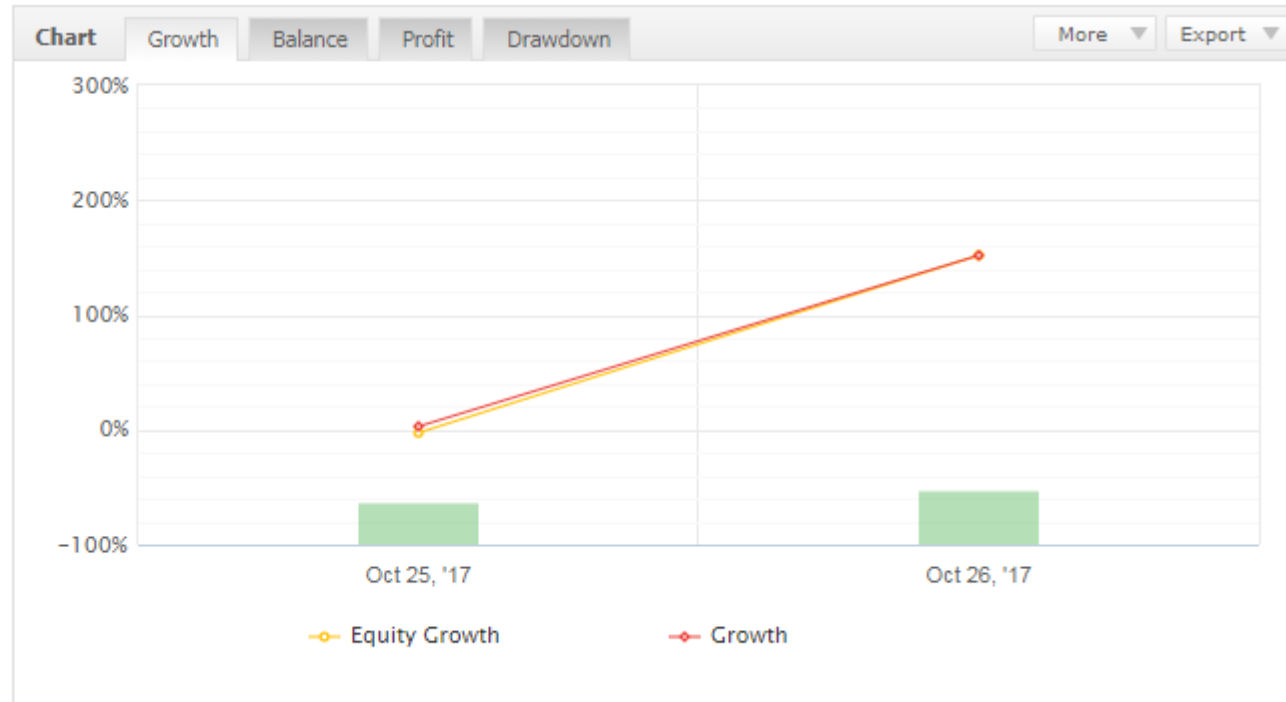 Chart Growth Balance Profit Drawdown More Export
300%
200%
100%
0%
-100%
Oct 25, '17 Oct 26, '17
Equity Growth Growth